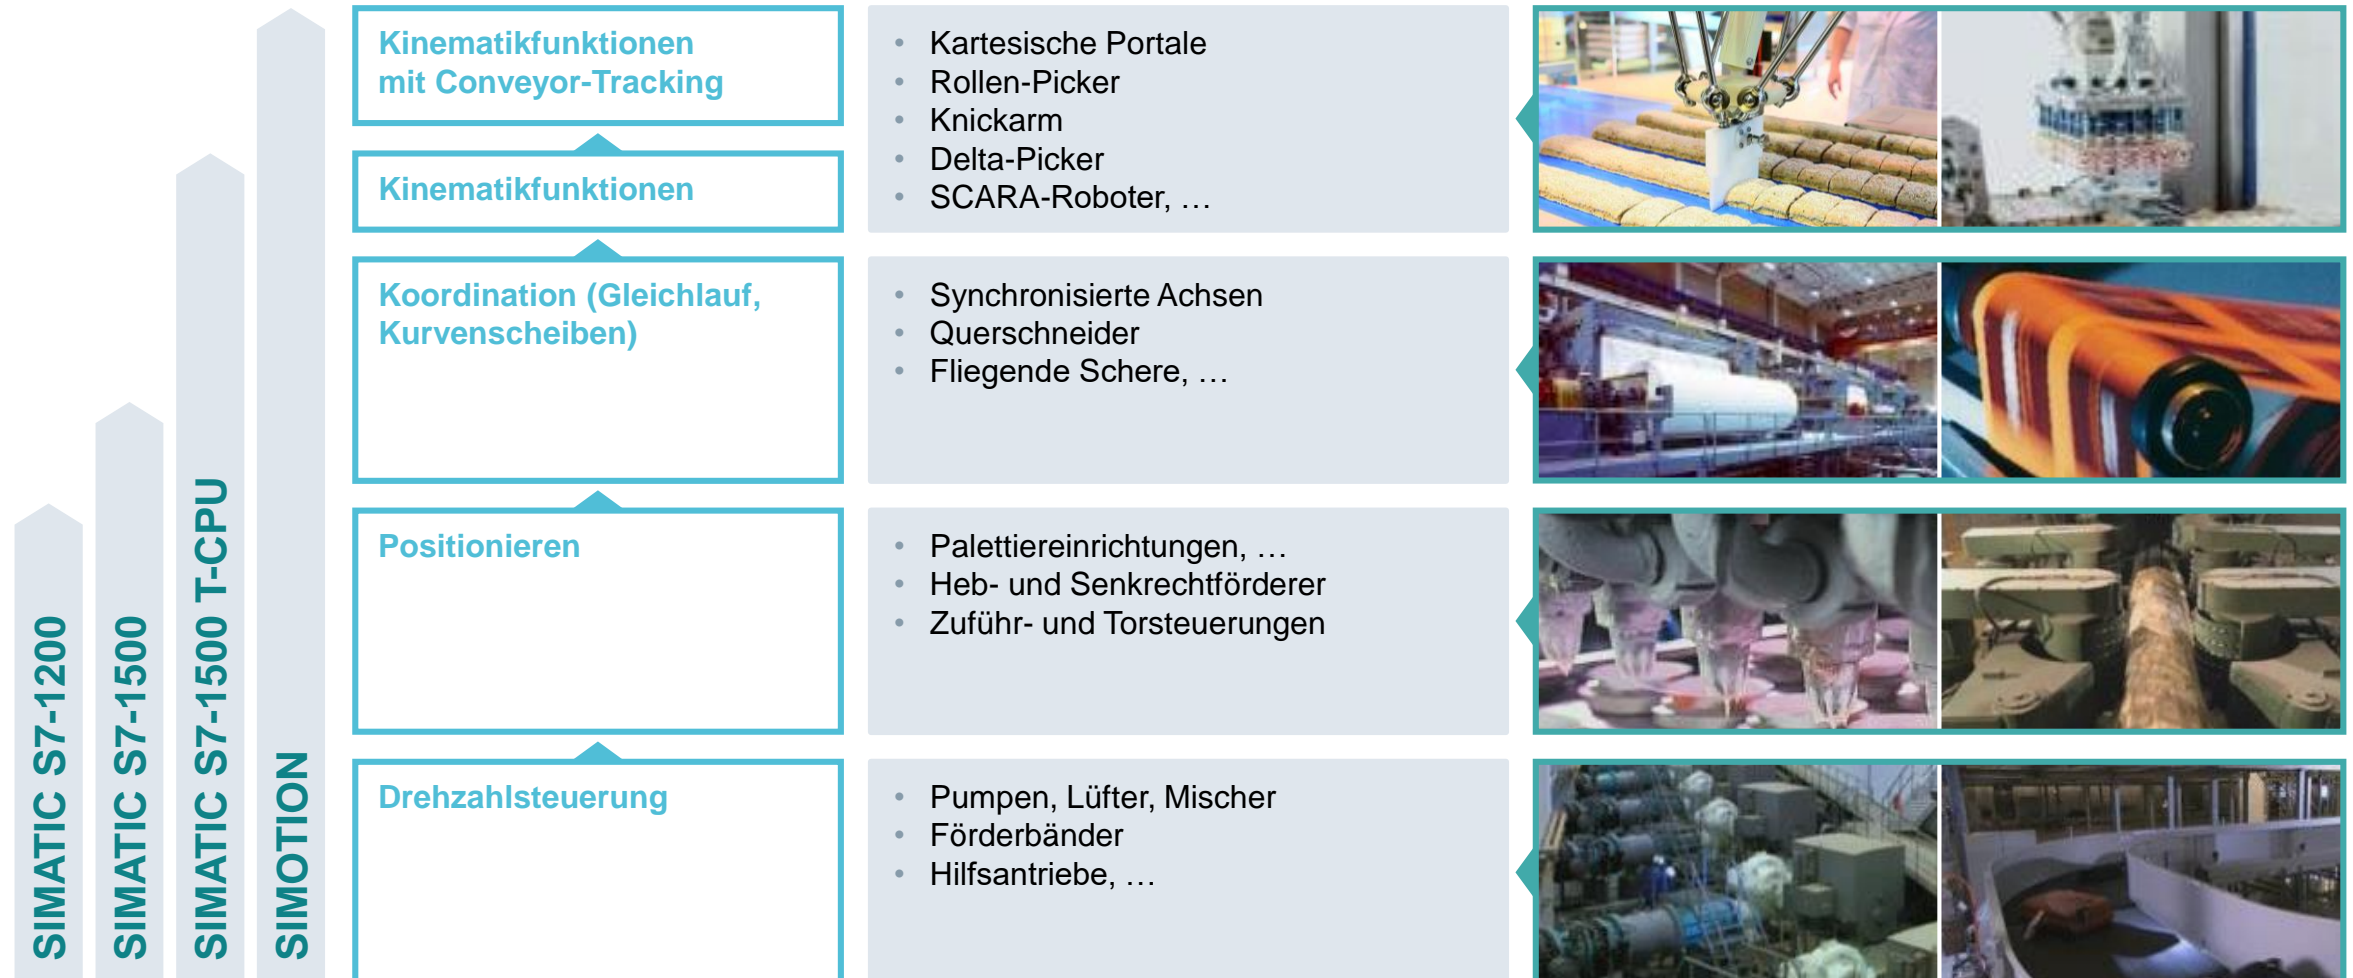 SIMATIC S7-1200
SIMATIC S7-1500
SIMATIC S7-1500 T-CPU
SIMOTION
Kinematikfunktionen
mit Conveyor-Tracking
Kinematikfunktionen
• Kartesische Portale
• Rollen-Picker
• Knickarm
• Delta-Picker
• SCARA-Roboter, …
Koordination (Gleichlauf,
Kurvenscheiben)
• Synchronisierte Achsen
• Querschneider
• Fliegende Schere, …
Positionieren
• Palettiereinrichtungen, …
• Heb- und Senkrechtförderer
• Zuführ- und Torsteuerungen
Drehzahlsteuerung
• Pumpen, Lüfter, Mischer
• Förderbänder
• Hilfsantriebe, …